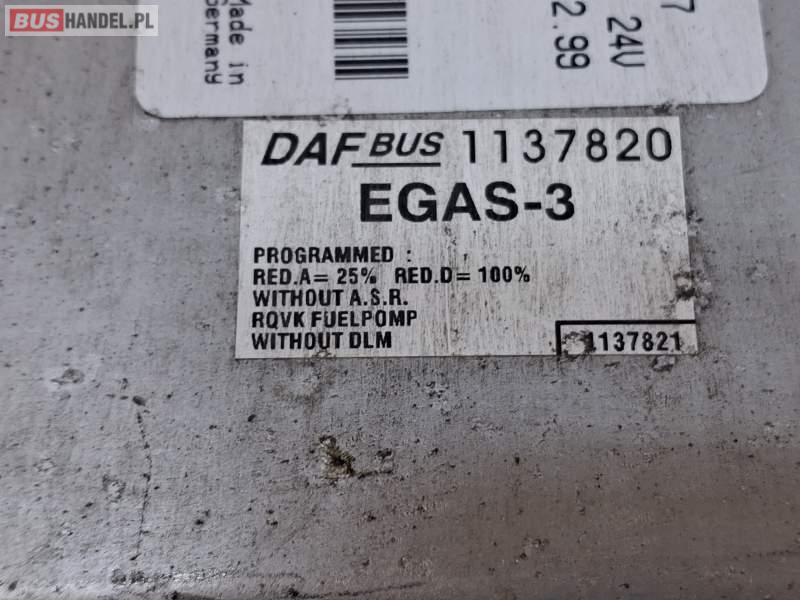 BUSHANDEL.PL
Made in
Germany
7
24V
2.99
DAF BUS 1137820
EGAS-3
PROGRAMMED :
RED.A= 25% RED.D= 100%
WITHOUT A.S.R.
RQVK FUELPOMP
WITHOUT DLM
1137821